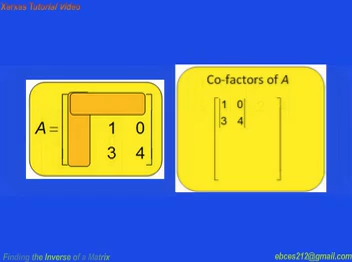 Xerxes Tutorial Video
Co-factors of A
A = 1 0
3 4
1 0
3 4
Finding the Inverse of a Matrix
ebces212@gmail.com